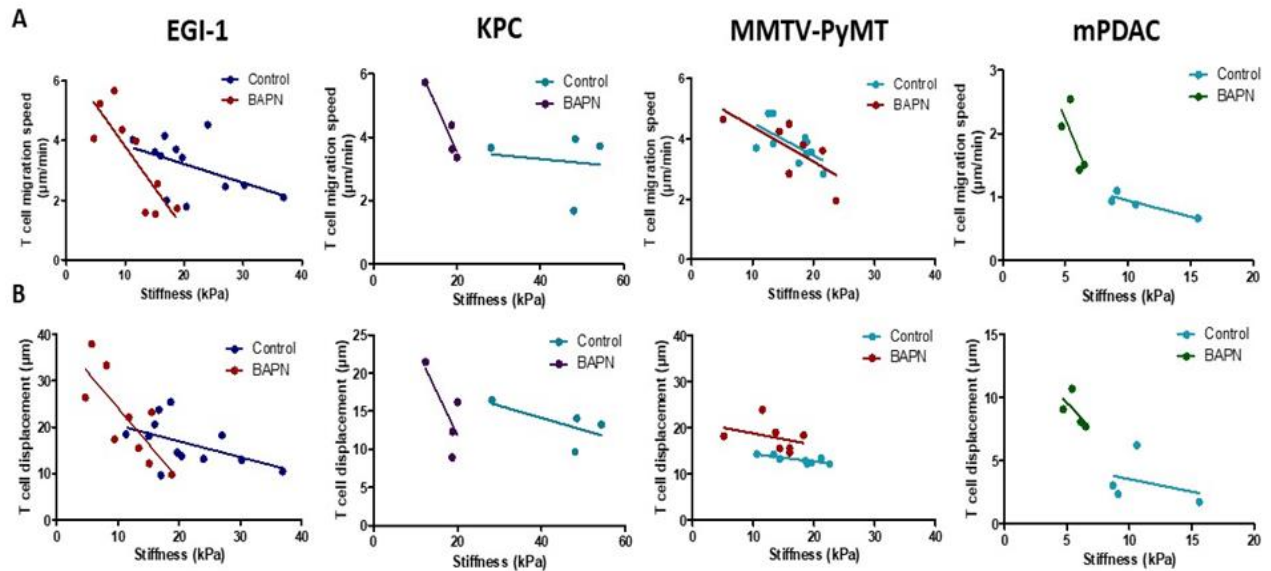 A
EGI-1
KPC
MMTV-PyMT
mPDAC
T cell migration speed
(µm/min)
6
4
2
0
0 10 20 30 40
Stiffness (kPa)
Control
BAPN
T cell migration speed
(µm/min)
6
4
2
0
0 20 40 60
Stiffness (kPa)
Control
BAPN
T cell migration speed
(µm/min)
6
4
2
0
0 10 20 30 40
Stiffness (kPa)
Control
BAPN
T cell migration speed
(µm/min)
3
2
1
0
0 5 10 15 20
Stiffness (kPa)
Control
BAPN
B
T cell displacement (µm)
40
30
20
10
0
0 10 20 30 40
Stiffness (kPa)
Control
BAPN
T cell displacement (µm)
25
20
15
10
5
0
0 20 40 60
Stiffness (kPa)
Control
BAPN
T cell displacement (µm)
40
30
20
10
0
0 10 20 30 40
Stiffness (kPa)
Control
BAPN
T cell displacement (µm)
15
10
5
0
0 5 10 15 20
Stiffness (kPa)
Control
BAPN